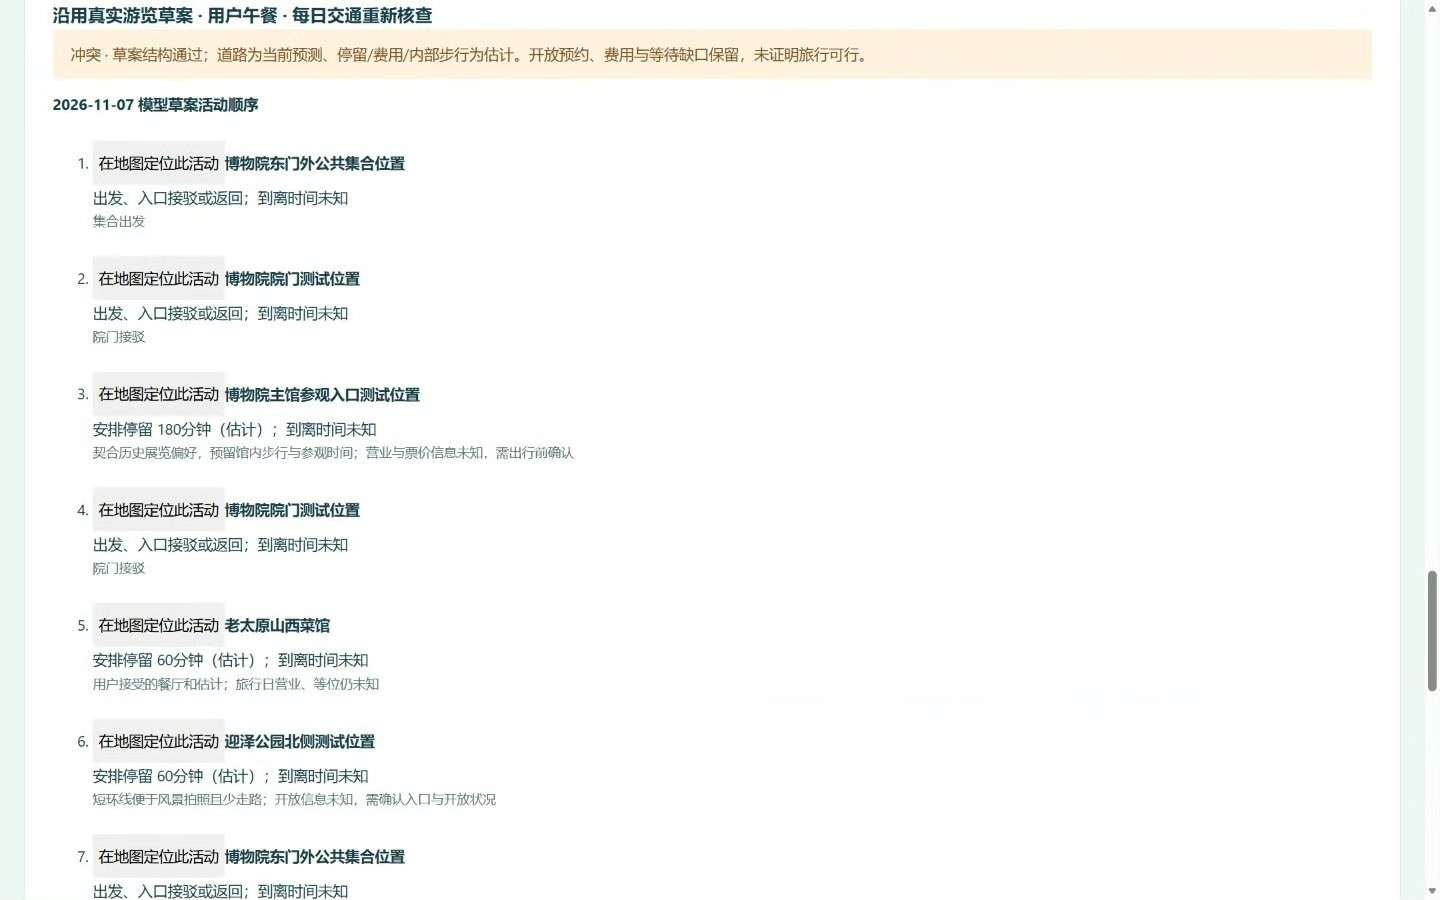 沿用真实游览草案 · 用户午餐 · 每日交通重新核查
冲突 · 草案结构通过；道路为当前预测、停留/费用/内部步行为估计。开放预约、费用与等待缺口保留，未证明旅行可行。
2026-11-07 模型草案活动顺序
1. 在地图定位此活动 博物院东门外公共集合位置
出发、入口接驳或返回；到离时间未知
集合出发
2. 在地图定位此活动 博物院院门测试位置
出发、入口接驳或返回；到离时间未知
院门接驳
3. 在地图定位此活动 博物院主馆参观入口测试位置
安排停留 180分钟（估计）；到离时间未知
契合历史展览偏好，预留馆内步行与参观时间；营业与票价信息未知，需出行前确认
4. 在地图定位此活动 博物院院门测试位置
出发、入口接驳或返回；到离时间未知
院门接驳
5. 在地图定位此活动 老太原山西菜馆
安排停留 60分钟（估计）；到离时间未知
用户接受的餐厅和估计；旅行日营业、等位仍未知
6. 在地图定位此活动 迎泽公园北侧测试位置
安排停留 60分钟（估计）；到离时间未知
短环线便于风景拍照且少走路；开放信息未知，需确认入口与开放状况
7. 在地图定位此活动 博物院东门外公共集合位置
出发、入口接驳或返回；到离时间未知